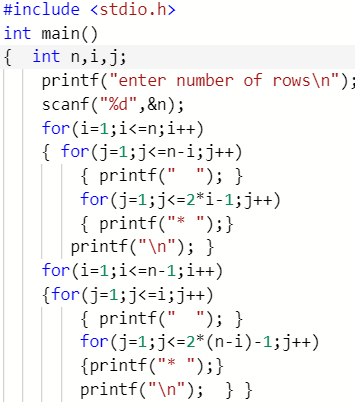 #include <stdio.h>
int main()
{  int n,i,j;
    printf("enter number of rows\n");
    scanf("%d",&n);
    for(i=1;i<=n;i++)
    { for(j=1;j<=n-i;j++)
        { printf("  "); }
        for(j=1;j<=2*i-1;j++)
        { printf("* ");}
       printf("\n"); }
    for(i=1;i<=n-1;i++)
    {for(j=1;j<=i;j++)
        { printf("  "); }
        for(j=1;j<=2*(n-i)-1;j++)
        {printf("* ");}
        printf("\n");  } }